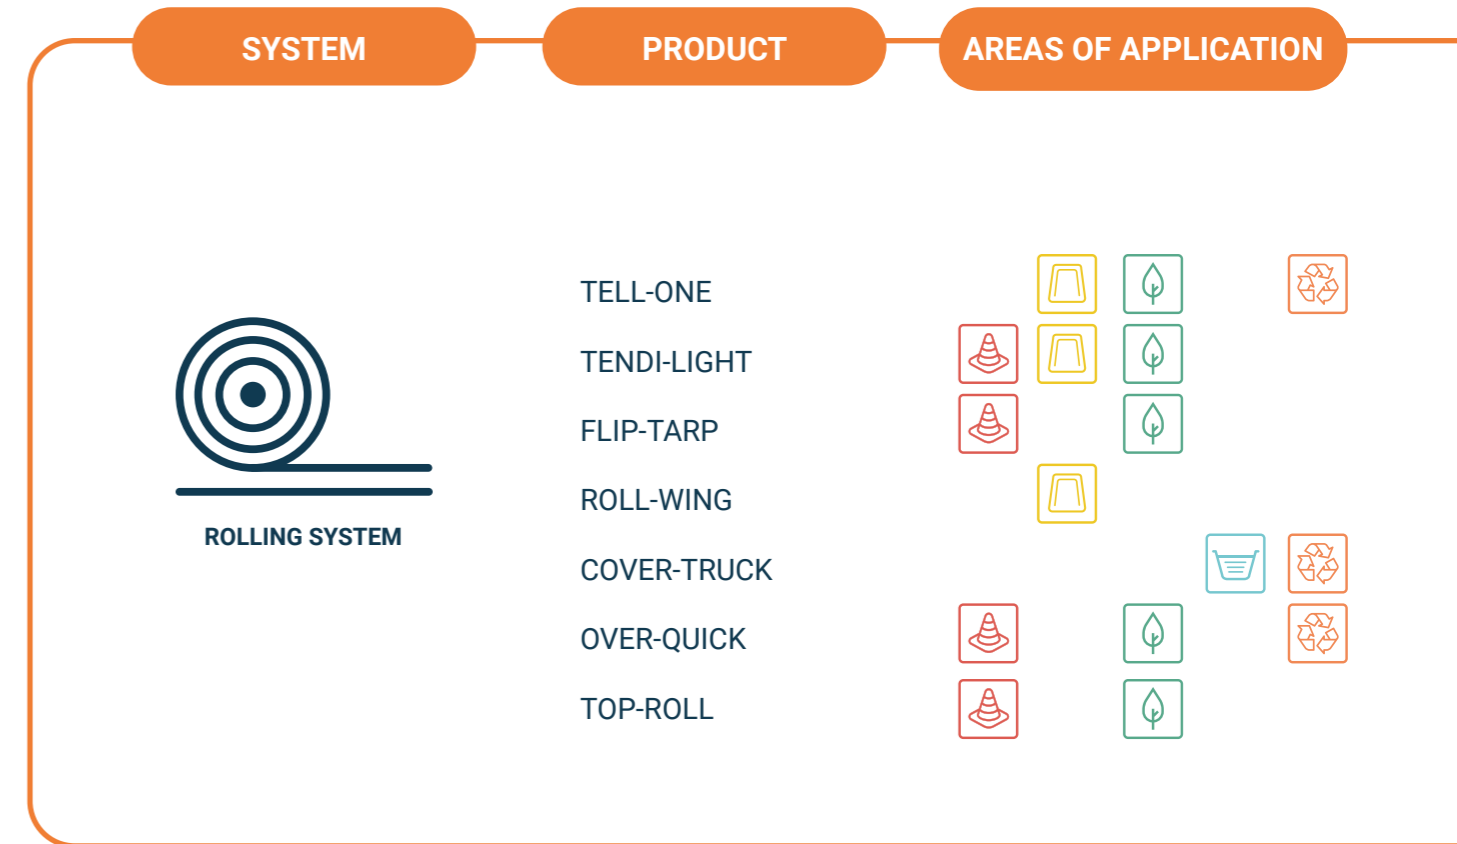 SYSTEM
PRODUCT
AREAS OF APPLICATION
ROLLING SYSTEM
TELL-ONE
TENDI-LIGHT
FLIP-TARP
ROLL-WING
COVER-TRUCK
OVER-QUICK
TOP-ROLL